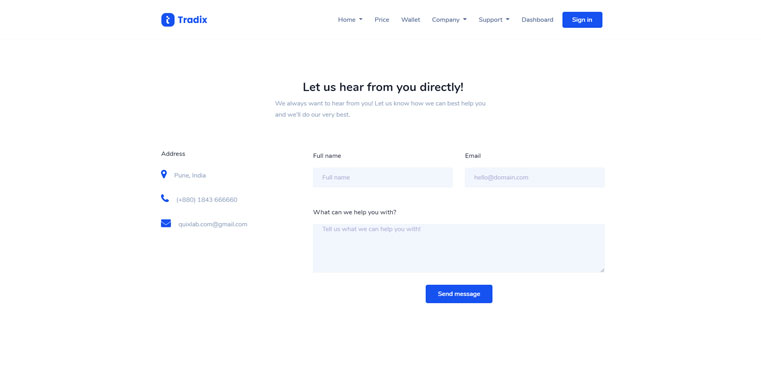 Tradix
Home
Price
Wallet
Company
Support
Dashboard
Sign in
Let us hear from you directly!
We always want to hear from you! Let us know how we can best help you
and we'll do our very best.
Address
Pune, India
(+880) 1843 666660
quixlab.com@gmail.com
Full name
Full name
Email
hello@domain.com
What can we help you with?
Tell us what we can help you with!
Send message